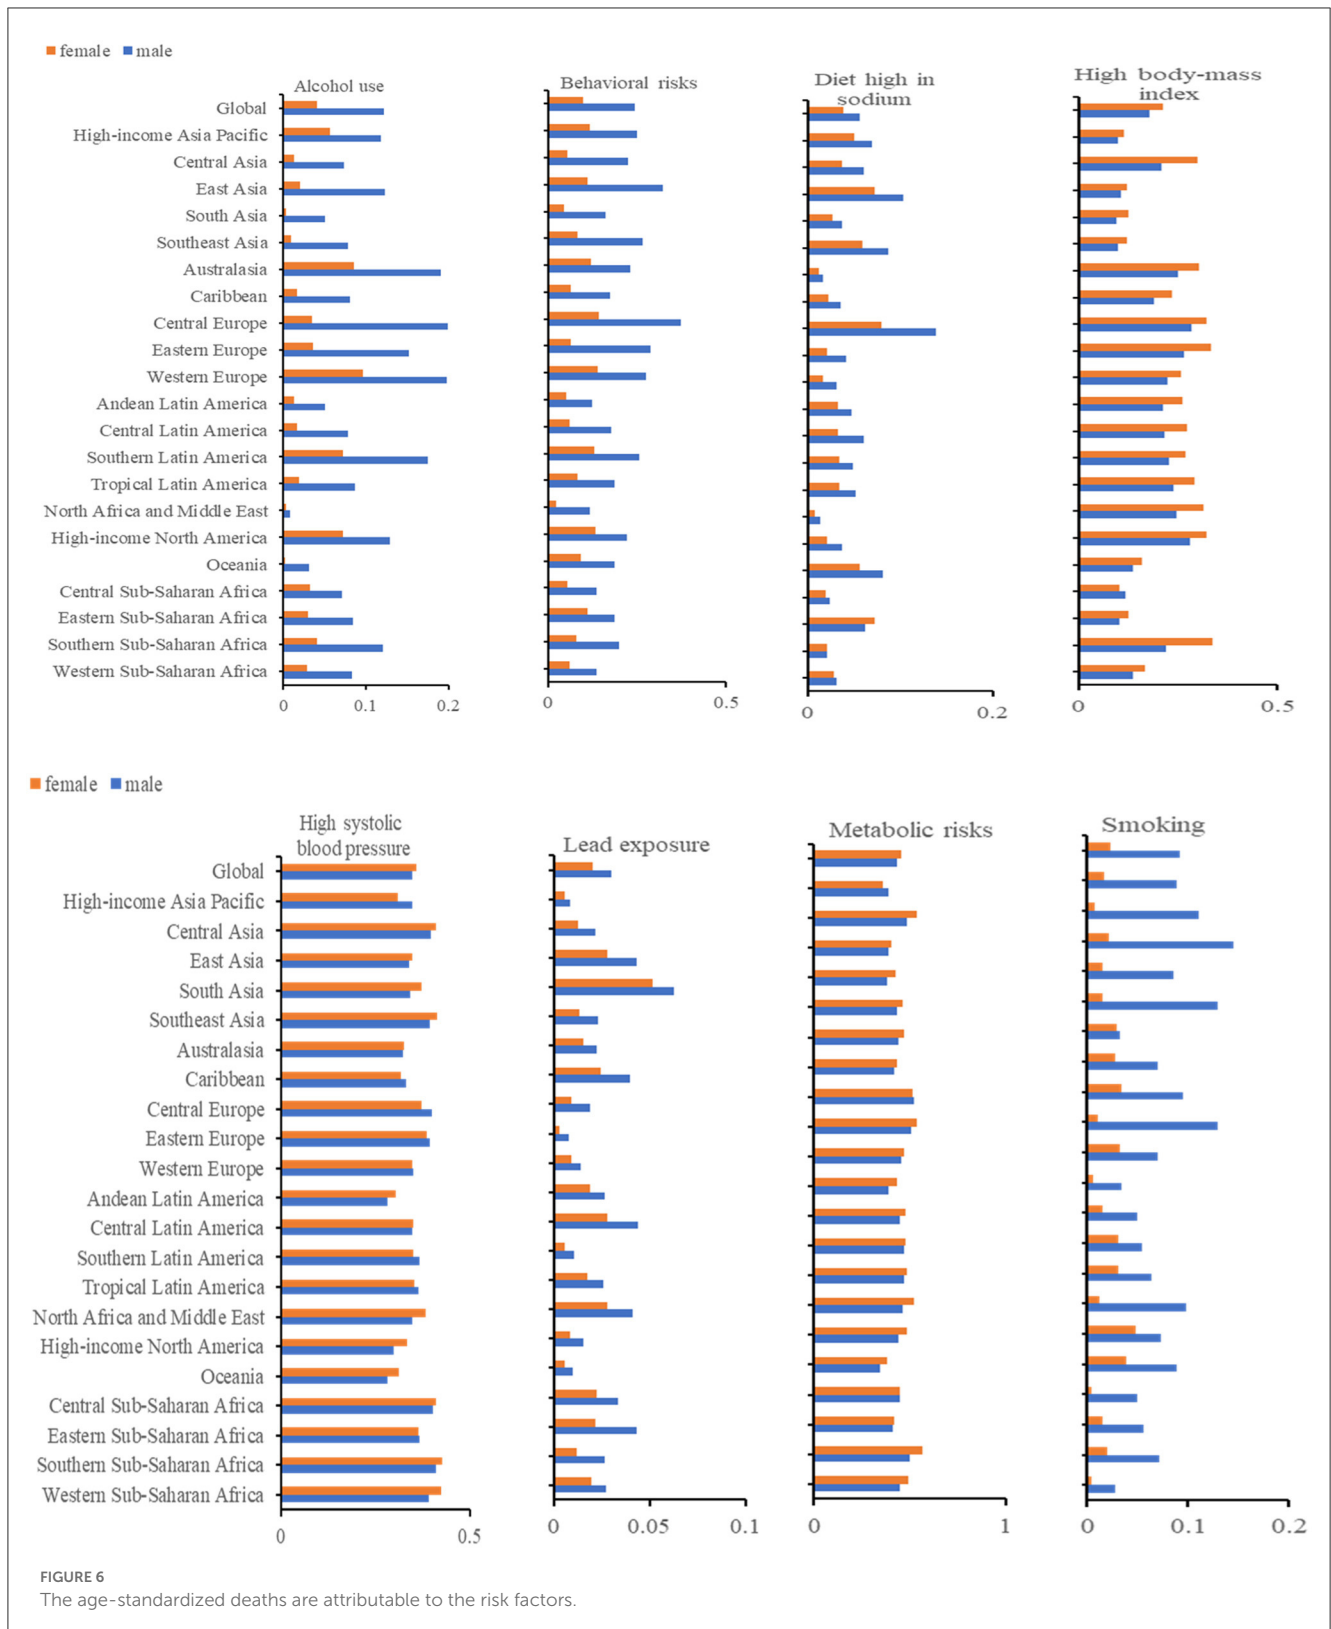 female male
Alcohol use
Behavioral risks
Diet high in
sodium
High body-mass
index
Global
High-income Asia Pacific
Central Asia
East Asia
South Asia
Southeast Asia
Australasia
Caribbean
Central Europe
Eastern Europe
Western Europe
Andean Latin America
Central Latin America
Southern Latin America
Tropical Latin America
North Africa and Middle East
High-income North America
Oceania
Central Sub-Saharan Africa
Eastern Sub-Saharan Africa
Southern Sub-Saharan Africa
Western Sub-Saharan Africa
0 0.1 0.2
0 0.5
0 0.2
0 0.5
female male
High systolic
blood pressure
Lead exposure
Metabolic risks
Smoking
Global
High-income Asia Pacific
Central Asia
East Asia
South Asia
Southeast Asia
Australasia
Caribbean
Central Europe
Eastern Europe
Western Europe
Andean Latin America
Central Latin America
Southern Latin America
Tropical Latin America
North Africa and Middle East
High-income North America
Oceania
Central Sub-Saharan Africa
Eastern Sub-Saharan Africa
Southern Sub-Saharan Africa
Western Sub-Saharan Africa
0 0.5
0 0.05 0.1
0 1
0 0.1 0.2
FIGURE 6
The age-standardized deaths are attributable to the risk factors.